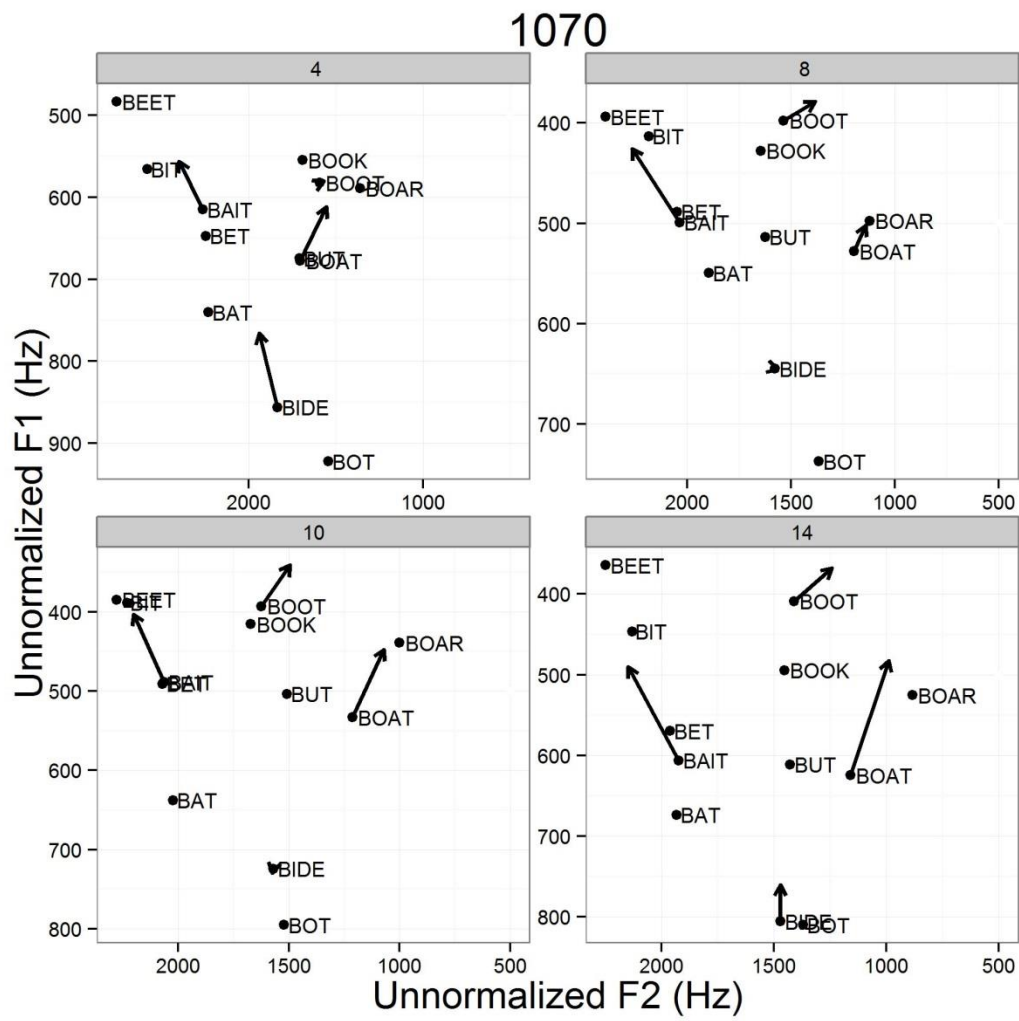 1070
4
500
600
700
800
900
BEET
BIT
BAIT
BET
BAT
BIDE
BOT
BOOK
BOOT
BOAR
BUT
BOAT
2000
1000
8
400
500
600
700
BEET
BIT
BOOT
BOOK
BET
BAIT
BUT
BOAR
BOAT
BAT
BIDE
BOT
2000
1500
1000
500
10
400
500
600
700
800
BEET
BIT
BOOT
BOOK
BOAR
BAIT
BET
BUT
BOAT
BAT
BIDE
BOT
2000
1500
1000
500
14
400
500
600
700
800
BEET
BOOT
BIT
BOOK
BOAR
BET
BAIT
BUT
BOAT
BAT
BIDE
BOT
2000
1500
1000
500
Unnormalized F1 (Hz)
Unnormalized F2 (Hz)